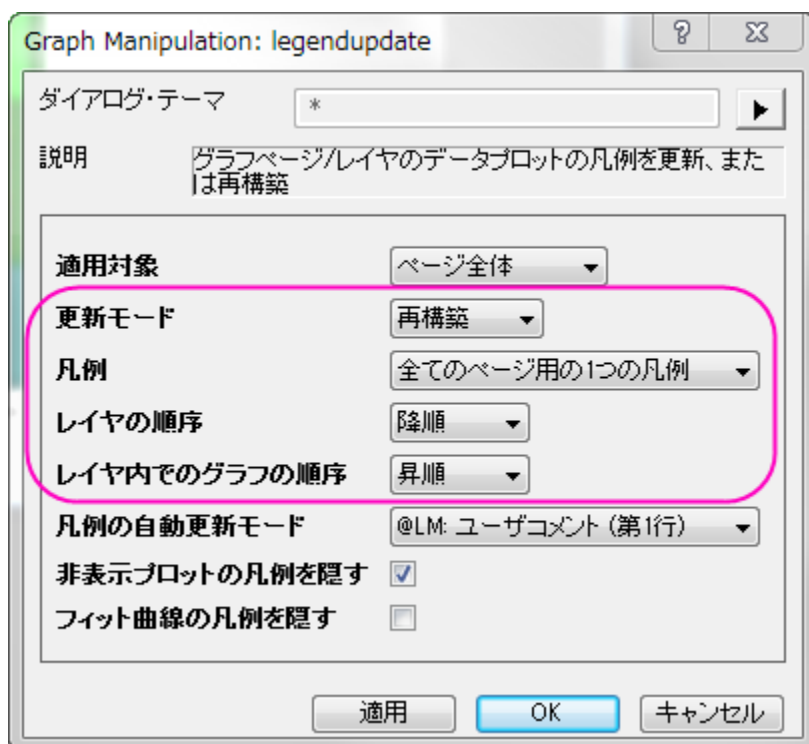 Graph Manipulation: legendupdate
ダイアログ・テーマ *
説明 グラフページ/レイヤのデータプロットの凡例を更新、また
は再構築
適用対象 ページ全体
更新モード 再構築
凡例 全てのページ用の1つの凡例
レイヤの順序 降順
レイヤ内でのグラフの順序 昇順
凡例の自動更新モード @LM: ユーザコメント (第1行)
非表示プロットの凡例を隠す
フィット曲線の凡例を隠す
適用 OK キャンセル